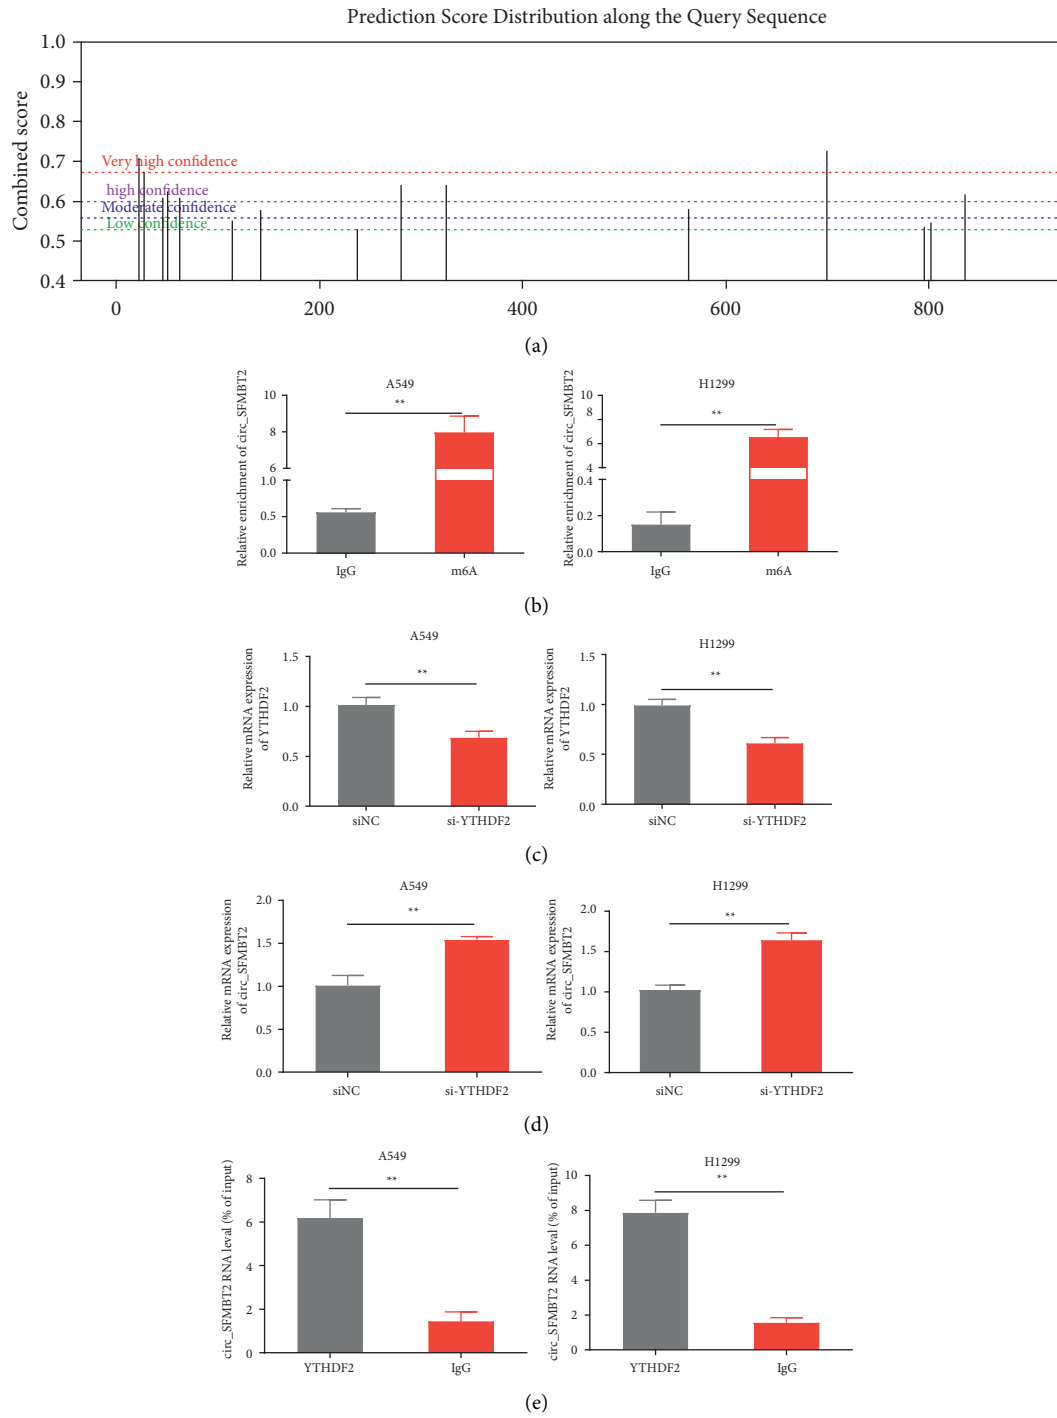 Prediction Score Distribution along the Query Sequence
Combined score
1.0
0.9
0.8
0.7
0.6
0.5
0.4
Very high confidence
high confidence
Moderate confidence
Low confidence
0 200 400 600 800
(a)
A549
Relative enrichment of circ_SFMBT2
10
8
6
1.0
0.5
0.0
**
IgG m6A
H1299
Relative enrichment of circ_SFMBT2
10
8
6
4
0.4
0.2
0.0
**
IgG m6A
(b)
A549
Relative mRNA expression
of YTHDF2
1.5
1.0
0.5
0.0
**
siNC si-YTHDF2
H1299
Relative mRNA expression
of YTHDF2
1.5
1.0
0.5
0.0
**
siNC si-YTHDF2
(c)
A549
Relative mRNA expression
of circ_SFMBT2
2.0
1.5
1.0
0.5
0.0
**
siNC si-YTHDF2
H1299
Relative mRNA expression
of circ_SFMBT2
2.0
1.5
1.0
0.5
0.0
**
siNC si-YTHDF2
(d)
A549
circ_SFMBT2 RNA leval (% of input)
8
6
4
2
0
**
YTHDF2 IgG
H1299
circ_SFMBT2 RNA leval (% of input)
10
8
6
4
2
0
**
YTHDF2 IgG
(e)